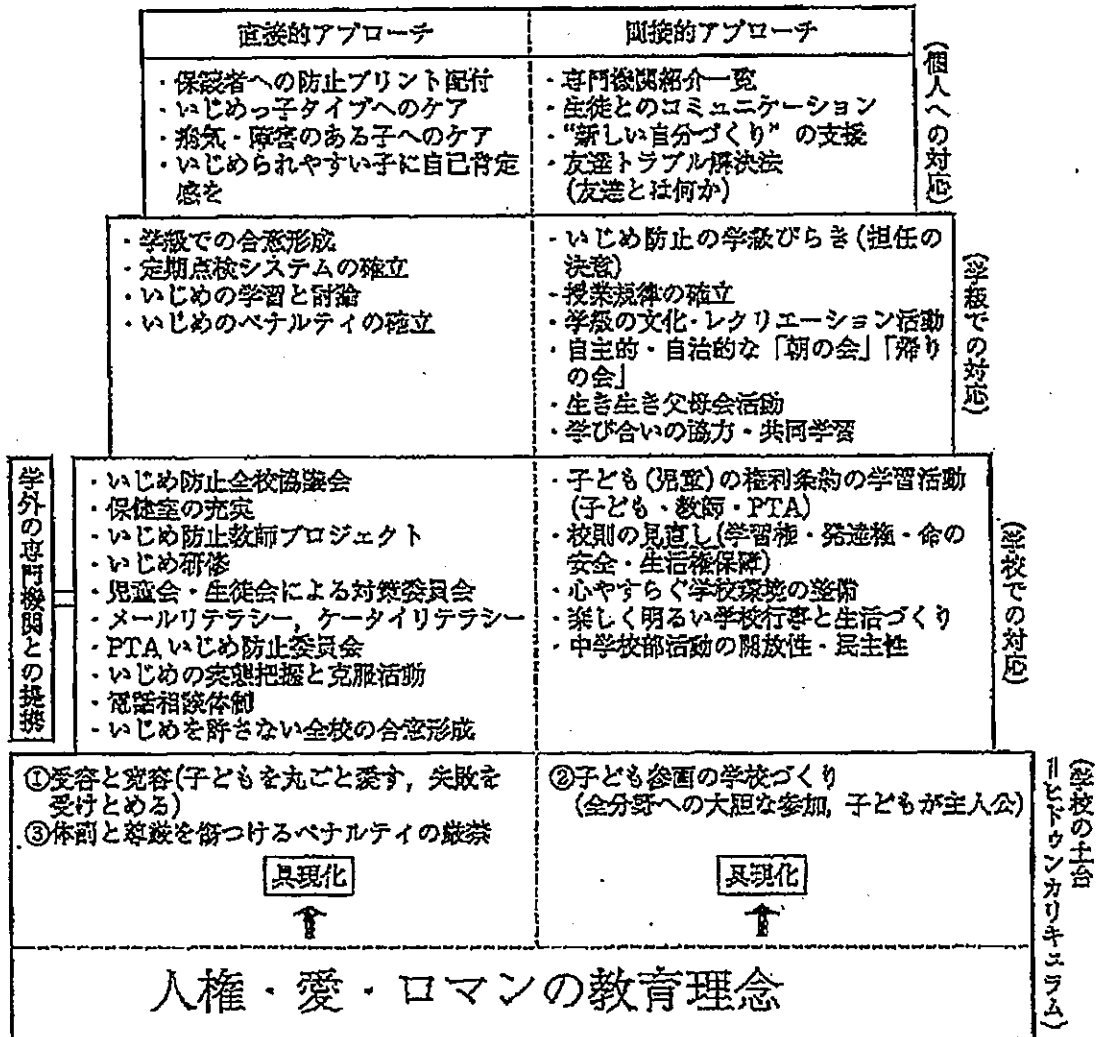 直接的アプローチ
間接的アプローチ
(個人への対応)
・保護者への防止プリント配付
・いじめっ子タイプへのケア
・病気・障害のある子へのケア
・いじめられやすい子に自己肯定
感を
・専門機関紹介一覧
・生徒とのコミュニケーション
・“新しい自分づくり”の支援
・友達トラブル解決法
(友達とは何か)
・学級での合意形成
・定期点検システムの確立
・いじめの学習と討論
・いじめのペナルティの確立
・いじめ防止の学級びらき(担任の
決意)
・授業規律の確立
・学級の文化・レクリエーション活動
・自主的・自治的な「朝の会」「帰り
の会」
・生き生き父母会活動
・学び合いの協力・共同学習
(学級での対応)
学外の専門機関との提携
・いじめ防止全校協議会
・保健室の充実
・いじめ防止教師プロジェクト
・いじめ研修
・児童会・生徒会による対策委員会
・メールリテラシー，ケータイリテラシー
・PTAいじめ防止委員会
・いじめの実態把握と克服活動
・電話相談体制
・いじめを許さない全校の合意形成
・子ども(児童)の権利条約の学習活動
(子ども・教師・PTA)
・校則の見直し(学習権・発達権・命の
安全・生活権保障)
・心やすらぐ学校環境の整備
・楽しく明るい学校行事と生活づくり
・中学校部活動の開放性・民主性
(学校での対応)
①受容と寛容(子どもを丸ごと愛す，失敗を
受けとめる)
③体罰と尊厳を傷つけるペナルティの厳禁
具現化
②子ども参画の学校づくり
(全分野への大胆な参加，子どもが主人公)
具現化
人権・愛・ロマンの教育理念
(学校の土台
＝ヒドゥンカリキュラム)